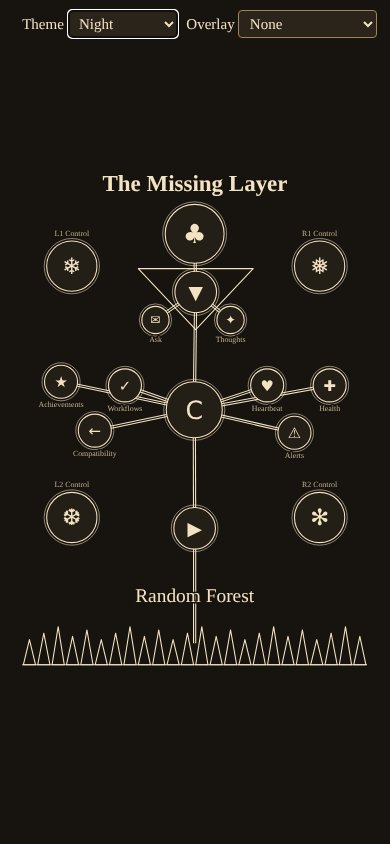 Theme Night Overlay None
The Missing Layer
L1 Control
R1 Control
Ask
Thoughts
Achievements
Workflows
C
Heartbeat
Health
Compatibility
Alerts
L2 Control
R2 Control
Random Forest